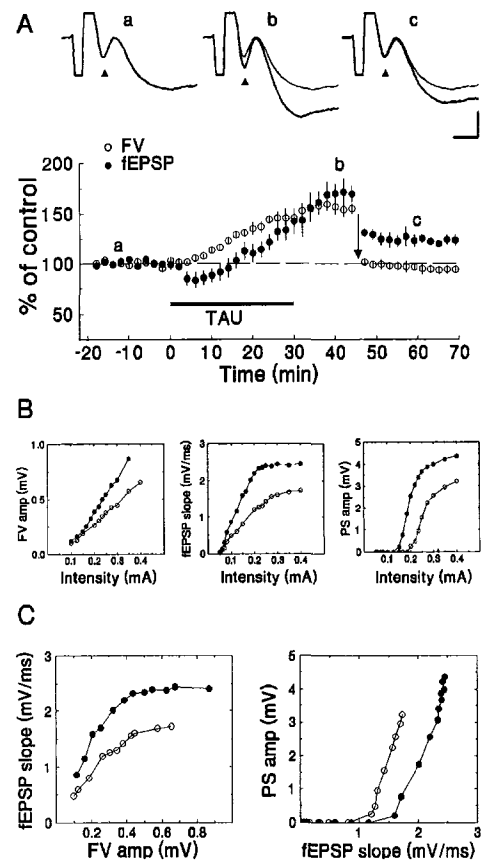 A
a
b
c
FV
fEPSP
% of control
200
150
100
50
a
b
c
TAU
-20 -10 0 10 20 30 40 50 60 70
Time (min)
B
FV amp (mV)
1.0
0.5
0.0
0.1 0.2 0.3 0.4
Intensity (mA)
fEPSP slope (mV/ms)
3
2
1
0
0.1 0.2 0.3 0.4
Intensity (mA)
PS amp (mV)
5
4
3
2
1
0
0.1 0.2 0.3 0.4
Intensity (mA)
C
fEPSP slope (mV/ms)
3
2
1
0
0.2 0.4 0.6 0.8
FV amp (mV)
PS amp (mV)
5
4
3
2
1
0
1 2 3
fEPSP slope (mV/ms)